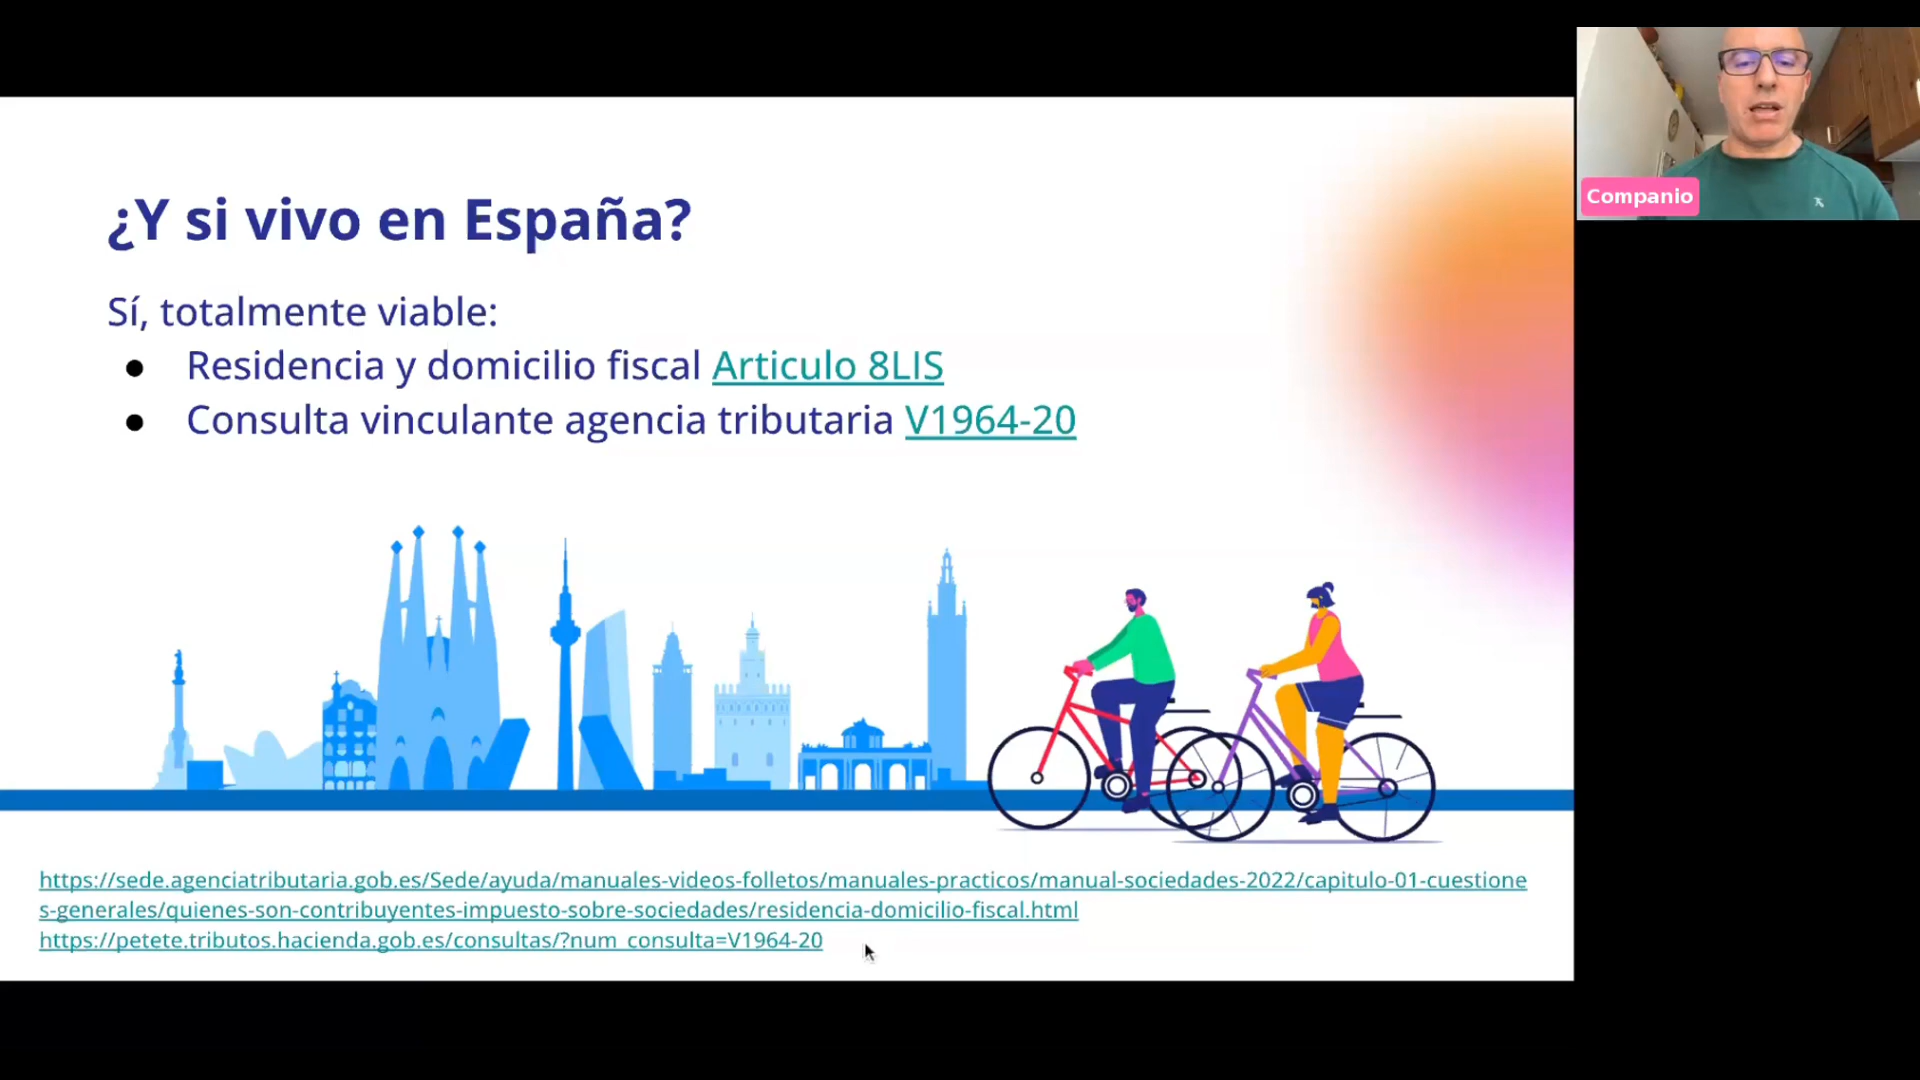 ¿Y si vivo en España?
Sí, totalmente viable:
● Residencia y domicilio fiscal Articulo 8LIS
● Consulta vinculante agencia tributaria V1964-20
https://sede.agenciatributaria.gob.es/Sede/ayuda/manuales-videos-folletos/manuales-practicos/manual-sociedades-2022/capitulo-01-cuestione
s-generales/quienes-son-contribuyentes-impuesto-sobre-sociedades/residencia-domicilio-fiscal.html
https://petete.tributos.hacienda.gob.es/consultas/?num_consulta=V1964-20
Companio